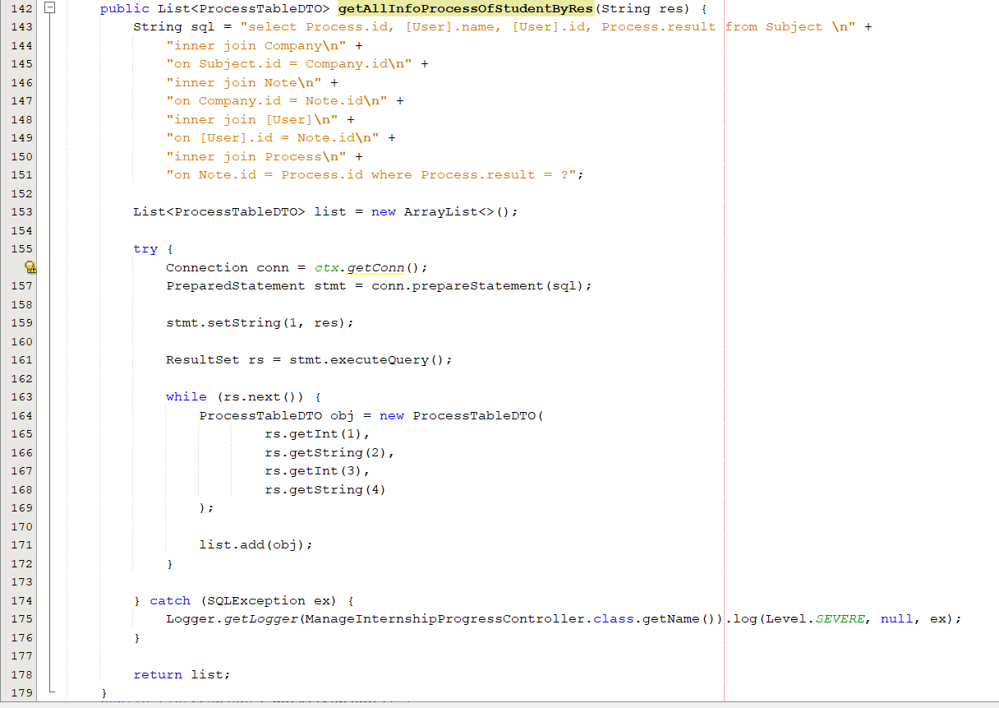 142 public List<ProcessTableDTO> getAllInfoProcessOfStudentByRes(String res) {
143 String sql = "select Process.id, [User].name, [User].id, Process.result from Subject \n" +
144 "inner join Company\n" +
145 "on Subject.id = Company.id\n" +
146 "inner join Note\n" +
147 "on Company.id = Note.id\n" +
148 "inner join [User]\n" +
149 "on [User].id = Note.id\n" +
150 "inner join Process\n" +
151 "on Note.id = Process.id where Process.result = ?";
152
153 List<ProcessTableDTO> list = new ArrayList<>();
154
155 try {
Connection conn = ctx.getConn();
157 PreparedStatement stmt = conn.prepareStatement(sql);
158
159 stmt.setString(1, res);
160
161 ResultSet rs = stmt.executeQuery();
162
163 while (rs.next()) {
164 ProcessTableDTO obj = new ProcessTableDTO(
165 rs.getInt(1),
166 rs.getString(2),
167 rs.getInt(3),
168 rs.getString(4)
169 );
170
171 list.add(obj);
172 }
173
174 } catch (SQLException ex) {
175 Logger.getLogger(ManageInternshipProgressController.class.getName()).log(Level.SEVERE, null, ex);
176 }
177
178 return list;
179 }